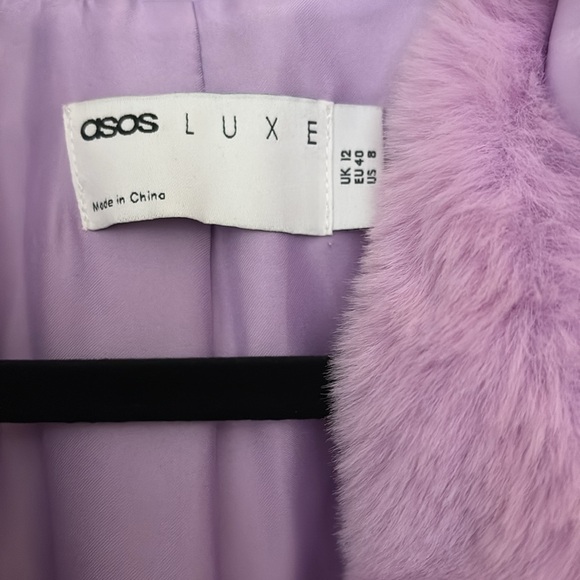 asos LUXE
Made in China
UK 12
EU 40
US 8